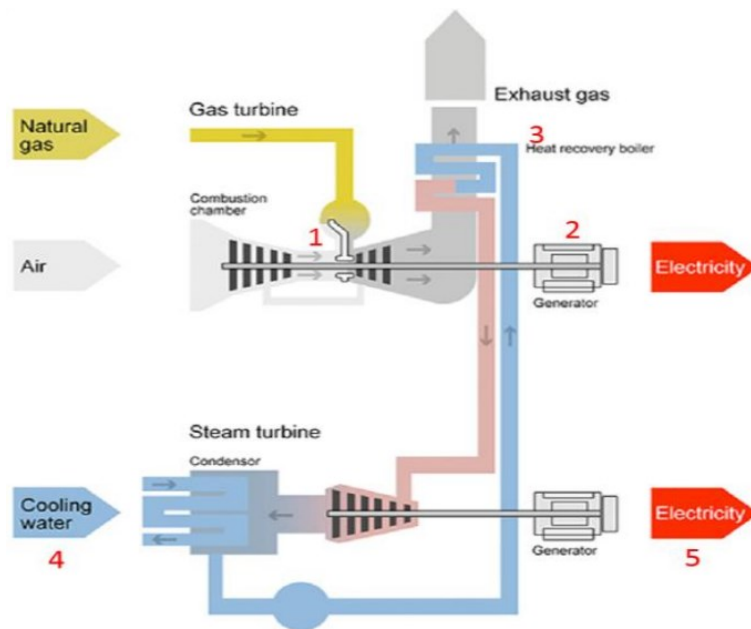 Exhaust gas
Natural
gas
Gas turbine
3
Heat recovery boiler
Combustion
chamber
1
2
Air
Generator
Electricity
Steam turbine
Condensor
Cooling
water
4
Generator
Electricity
5